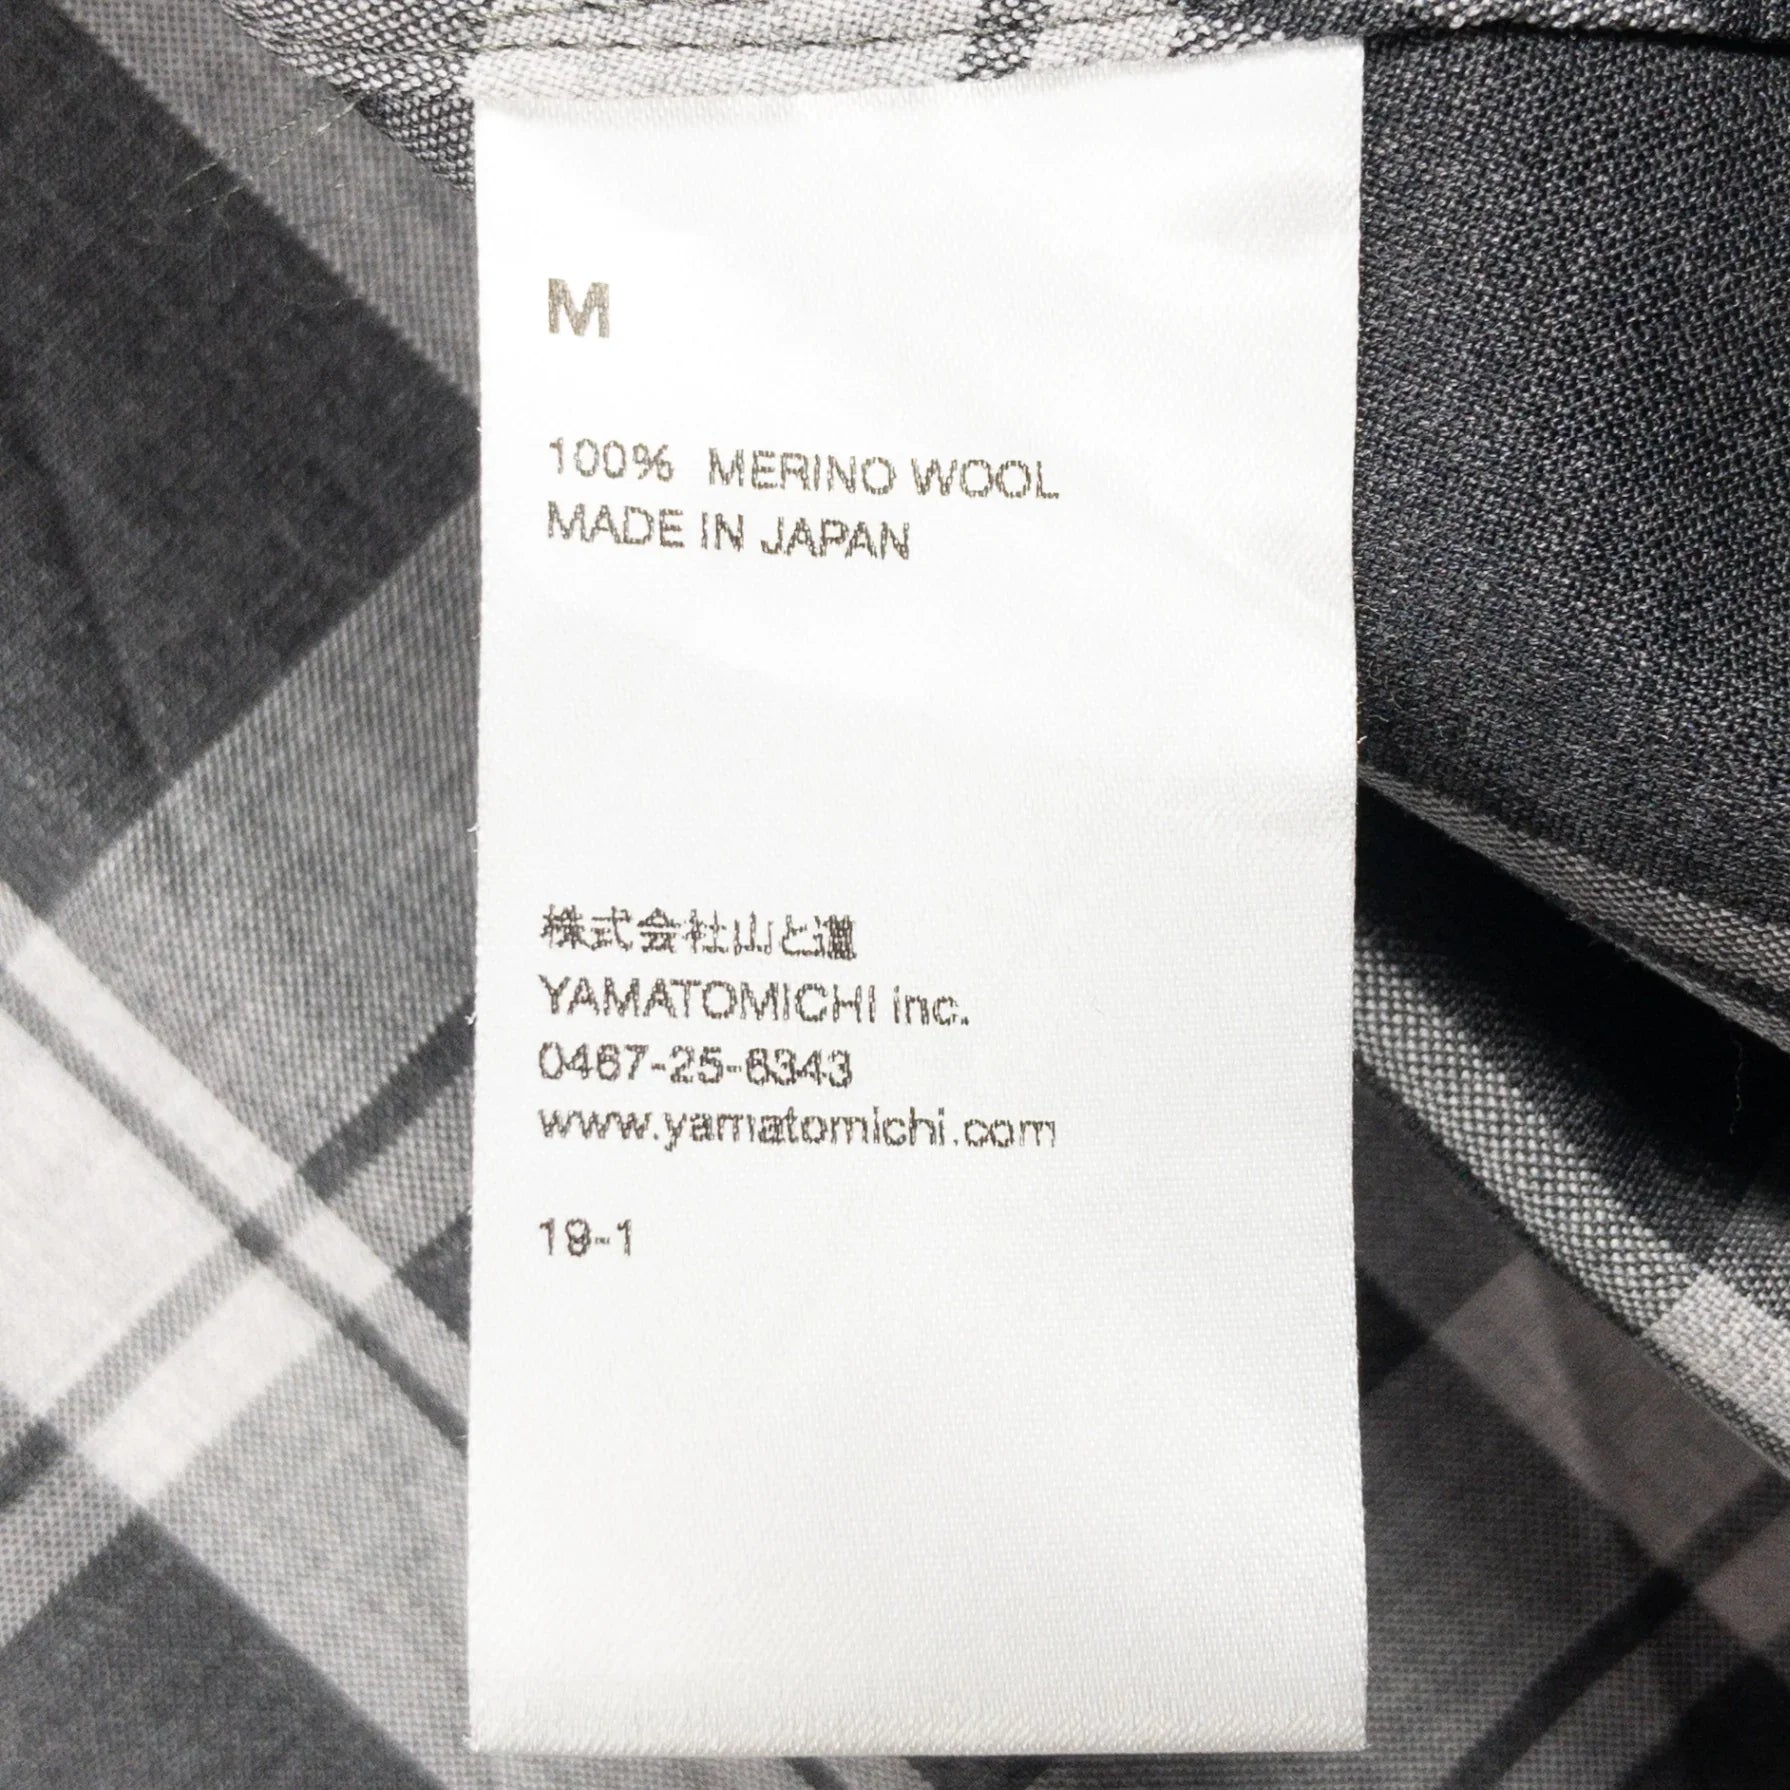 M
100% MERINO WOOL
MADE IN JAPAN
株式会社山と道
YAMATOMICHI inc.
0467-25-6343
www.yamatomichi.com
19-1